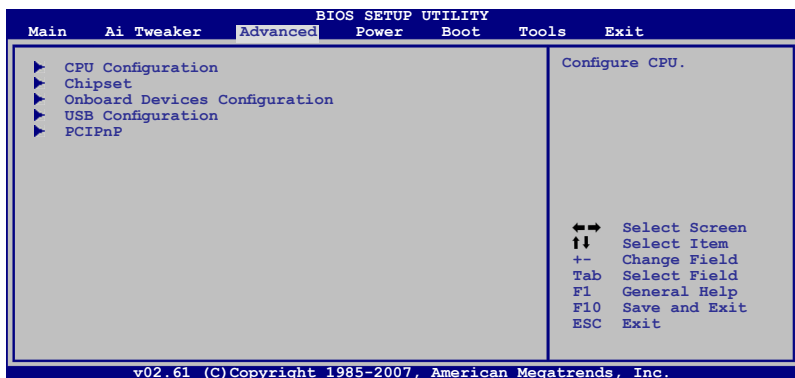 BIOS SETUP UTILITY
Main Ai Tweaker Advanced Power Boot Tools Exit
CPU Configuration
Chipset
Onboard Devices Configuration
USB Configuration
PCIPnP
Configure CPU.
←→ Select Screen
↑↓ Select Item
+- Change Field
Tab Select Field
F1 General Help
F10 Save and Exit
ESC Exit
v02.61 (C)Copyright 1985-2007, American Megatrends, Inc.